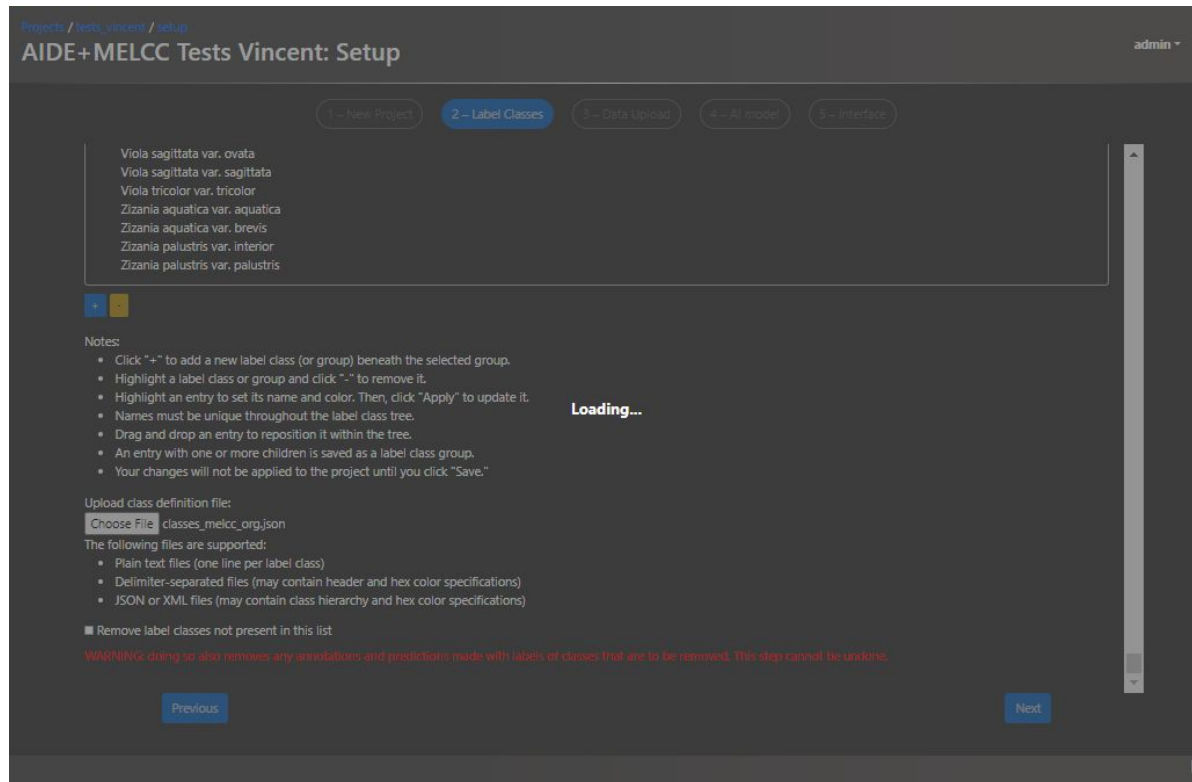 Projects / tests_vincent / setup
AIDE+MELCC Tests Vincent: Setup
admin
1 – New Project
2 – Label Classes
3 – Data Upload
4 – AI model
5 – Interface
Viola sagittata var. ovata
Viola sagittata var. sagittata
Viola tricolor var. tricolor
Zizania aquatica var. aquatica
Zizania aquatica var. brevis
Zizania palustris var. interior
Zizania palustris var. palustris
+ -
Notes:
• Click "+" to add a new label class (or group) beneath the selected group.
• Highlight a label class or group and click "-" to remove it.
• Highlight an entry to set its name and color. Then, click "Apply" to update it.
Loading...
• Names must be unique throughout the label class tree.
• Drag and drop an entry to reposition it within the tree.
• An entry with one or more children is saved as a label class group.
• Your changes will not be applied to the project until you click "Save."
Upload class definition file:
Choose File classes_melcc_org.json
The following files are supported:
• Plain text files (one line per label class)
• Delimiter-separated files (may contain header and hex color specifications)
• JSON or XML files (may contain class hierarchy and hex color specifications)
Remove label classes not present in this list
WARNING: doing so also removes any annotations and predictions made with labels of classes that are to be removed. This step cannot be undone.
Previous
Next